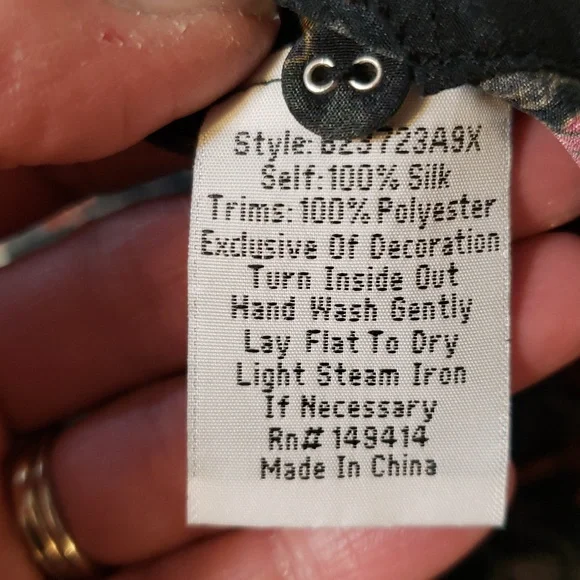 Style:
Self:100% Silk
Trims:100% Polyester
Exclusive Of Decoration
Turn Inside Out
Hand Wash Gently
Lay Flat To Dry
Light Steam Iron
If Necessary
Rn# 149414
Made In China